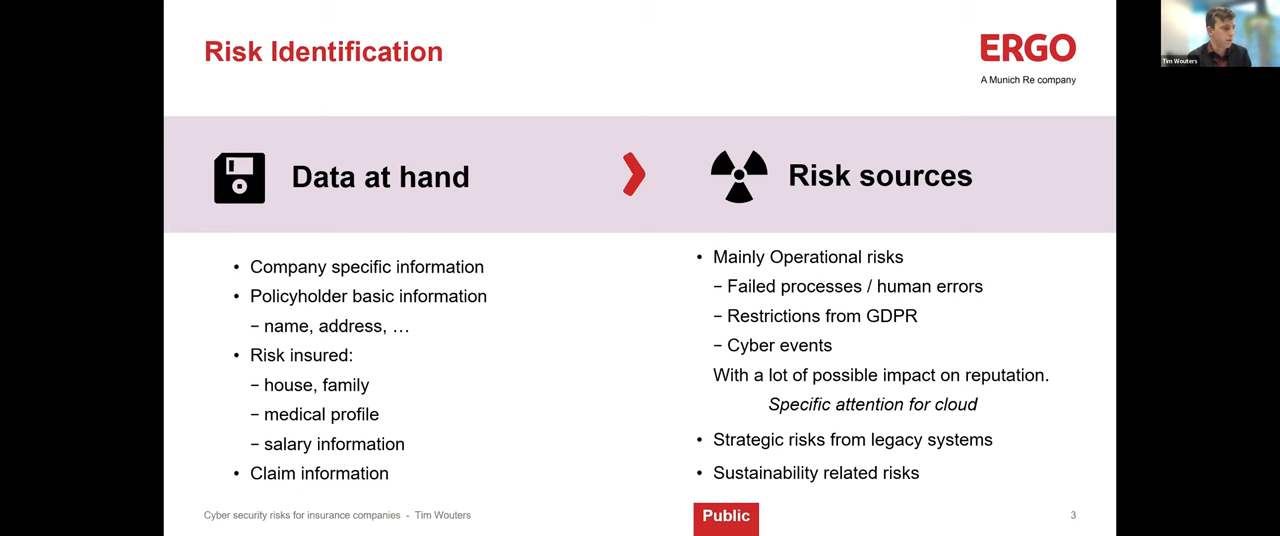 Risk Identification
ERGO
A Munich Re company
Tim Wouters
Data at hand
Risk sources
• Company specific information
• Policyholder basic information
− name, address, …
• Risk insured:
− house, family
− medical profile
− salary information
• Claim information
• Mainly Operational risks
− Failed processes / human errors
− Restrictions from GDPR
− Cyber events
With a lot of possible impact on reputation.
Specific attention for cloud
• Strategic risks from legacy systems
• Sustainability related risks
Cyber security risks for insurance companies - Tim Wouters
Public
3